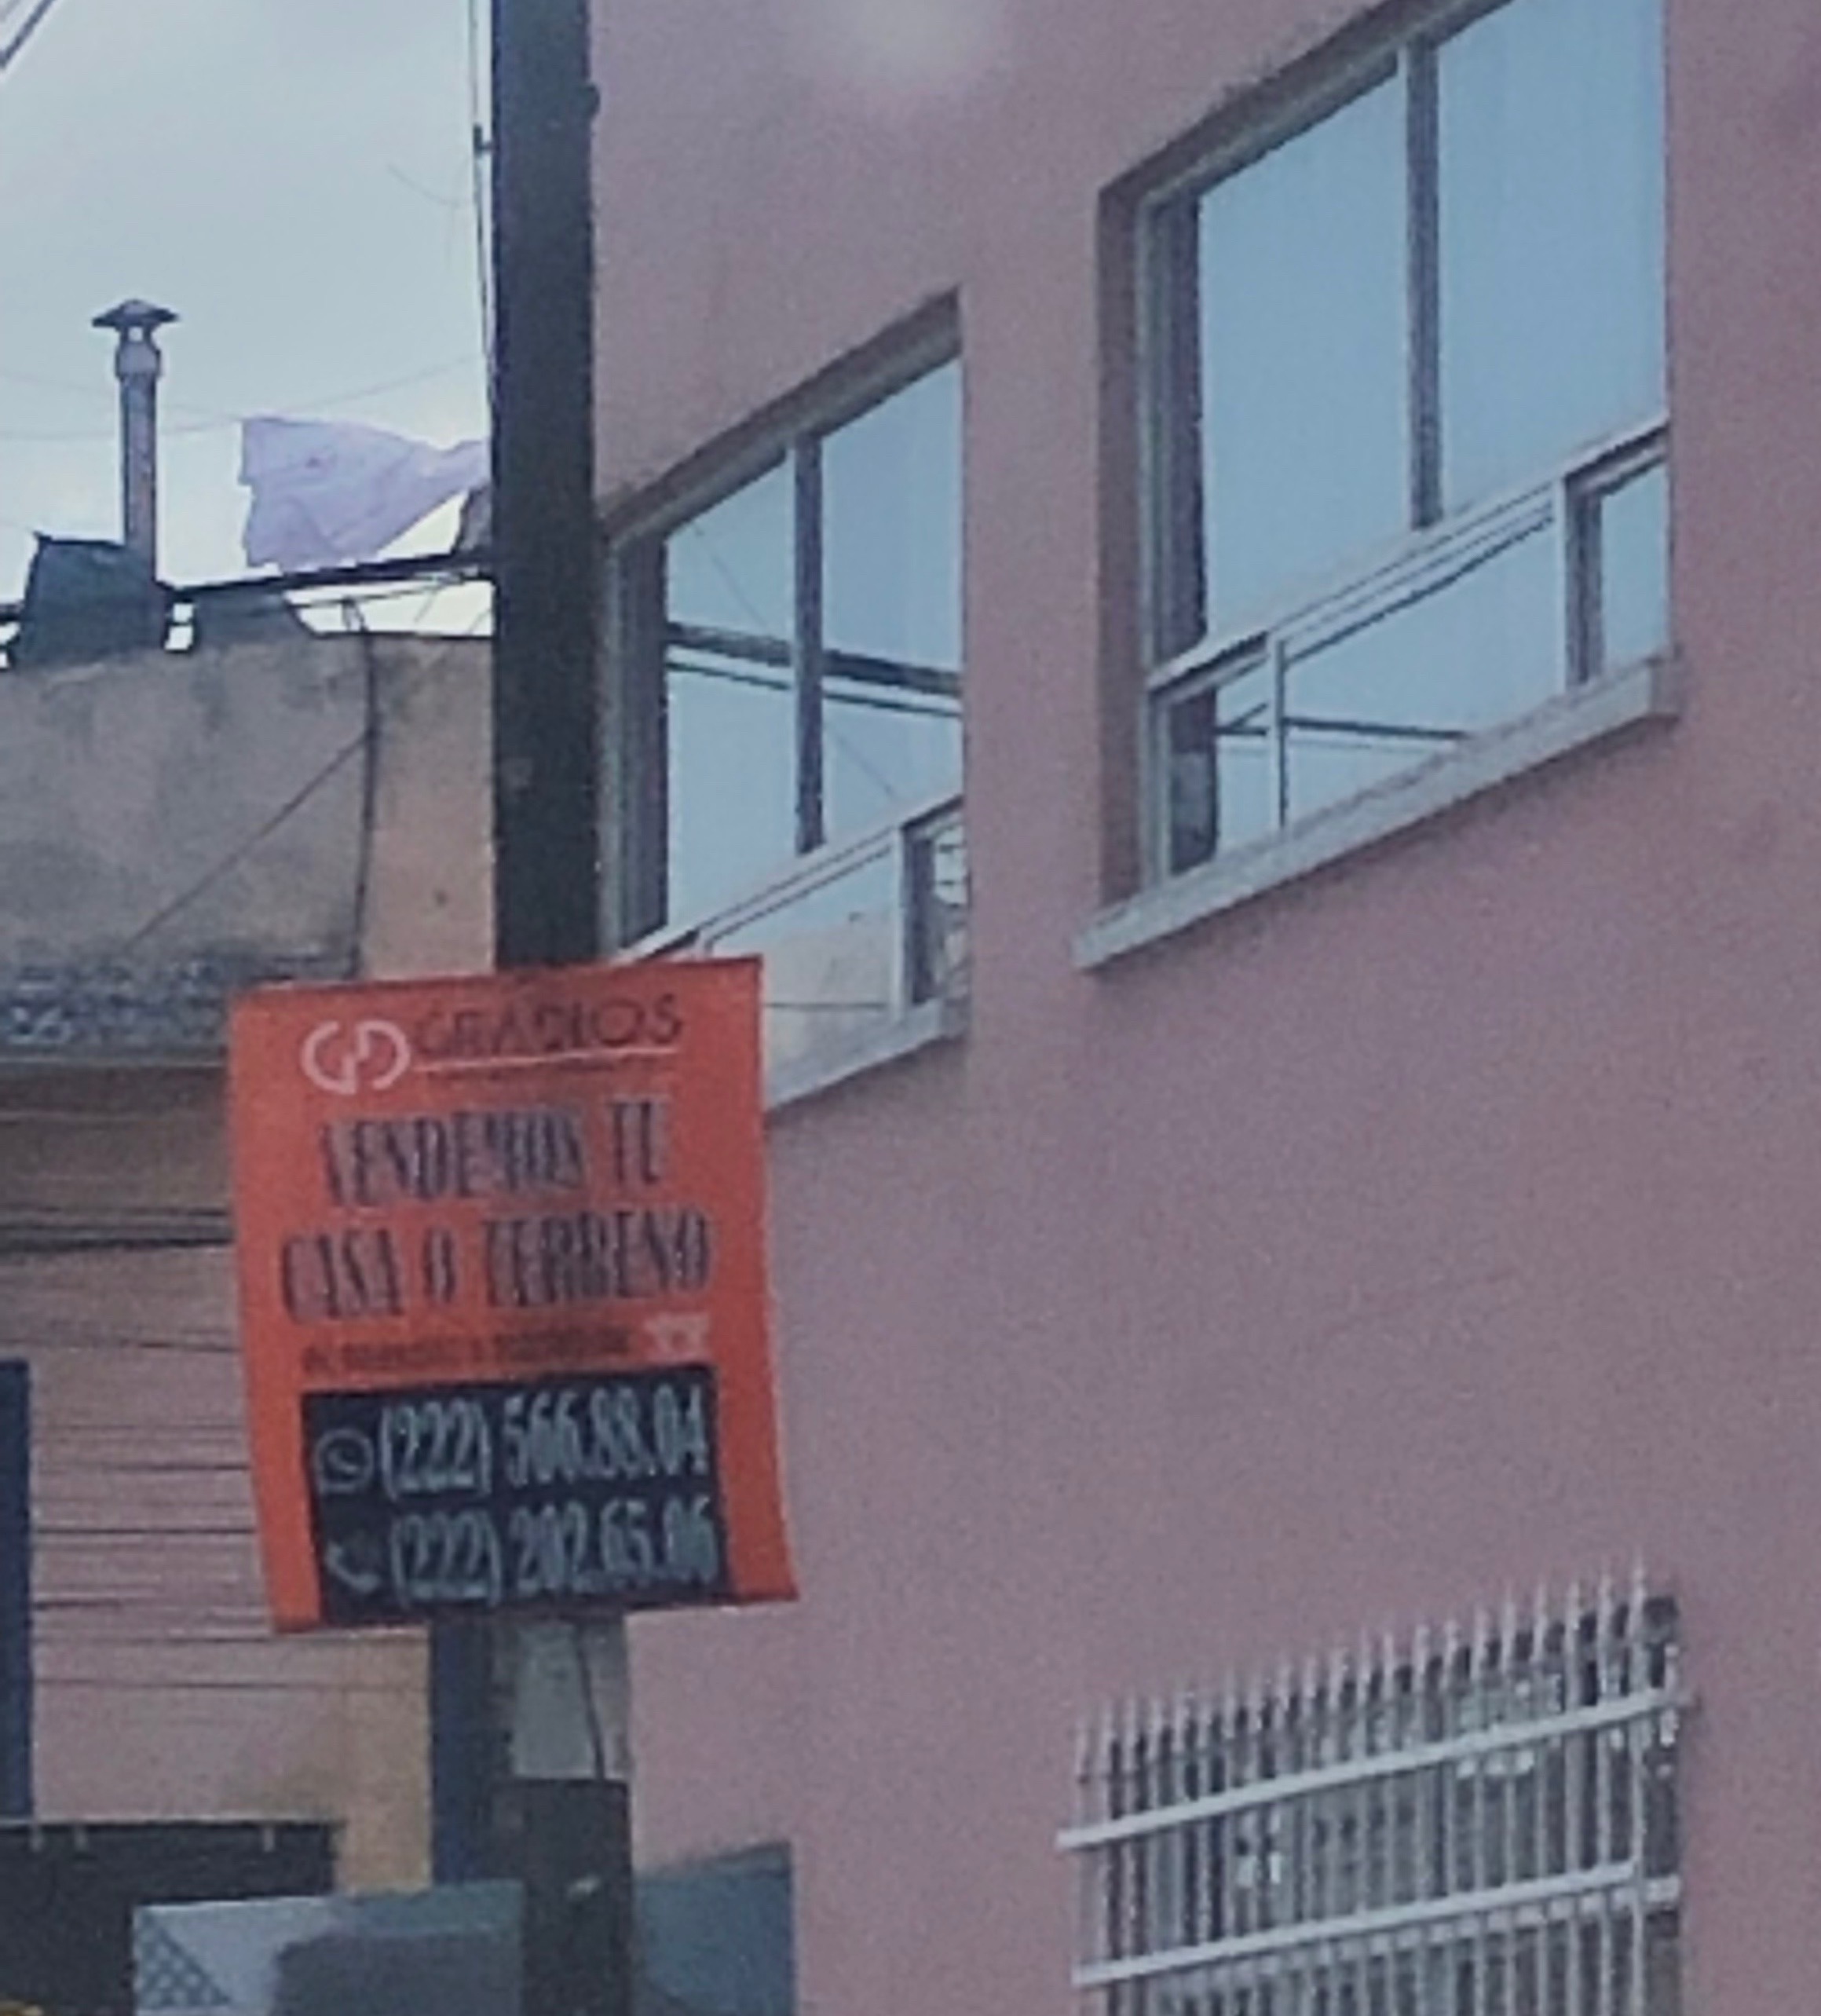 GRADIOS
VENDEMOS TU
CASA O TERRENO
(222) 566.88.04
(222) 202.65.06